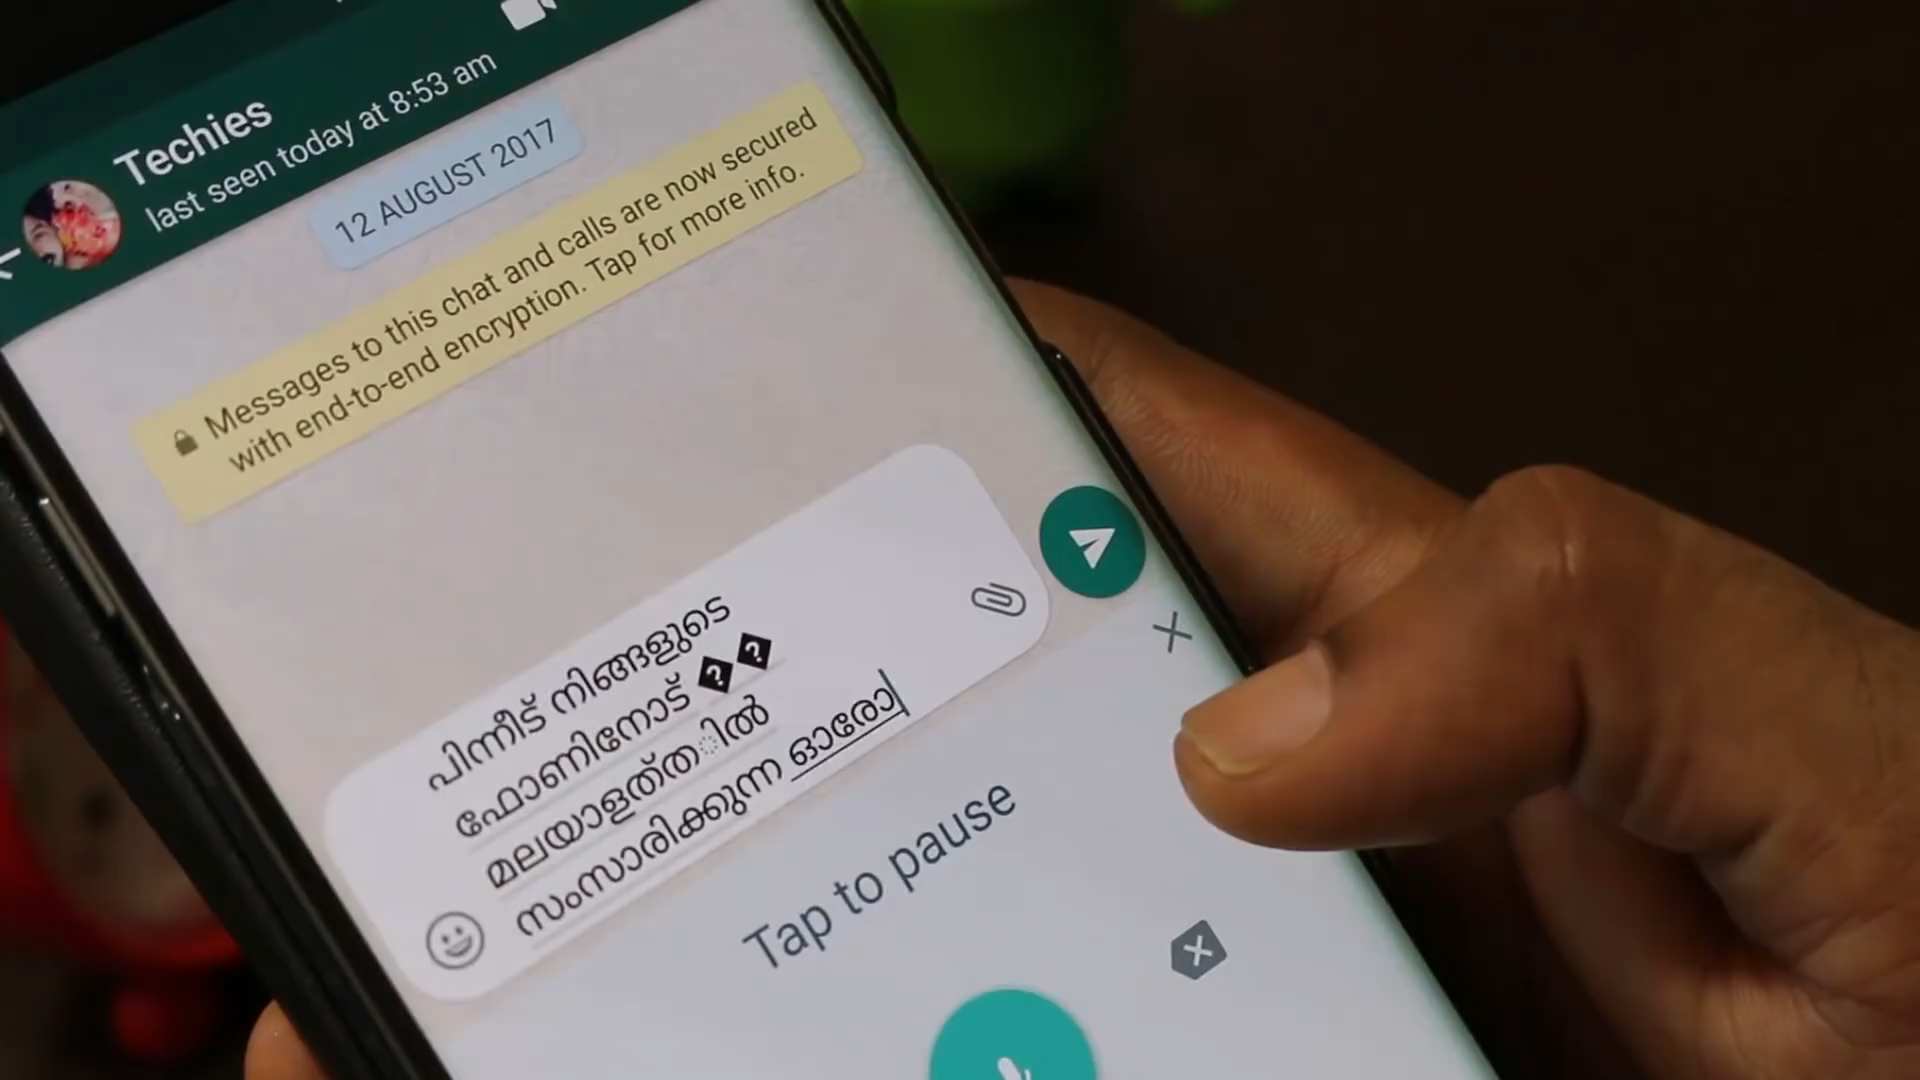 Techies
last seen today at 8:53 am
12 AUGUST 2017
Messages to this chat and calls are now secured
with end-to-end encryption. Tap for more info.
പിന്നീട് നിങ്ങളുടെ
ഫോണിനോട് ��
മലയാളത്ത ിൽ
സംസാരിക്കുന്ന ഓരോ
Tap to pause